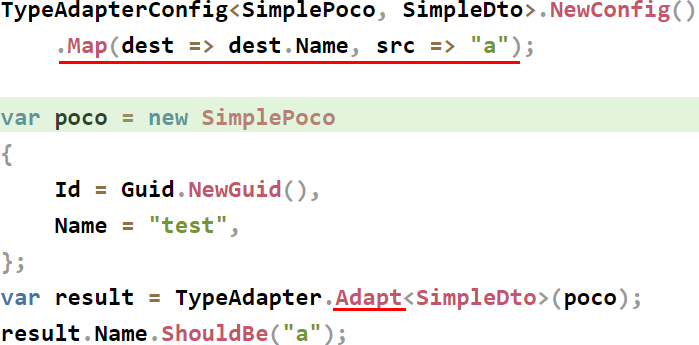 TypeAdapterConfig<SimplePoco, SimpleDto>.NewConfig()
    .Map(dest => dest.Name, src => "a");
var poco = new SimplePoco
{
    Id = Guid.NewGuid(),
    Name = "test",
};
var result = TypeAdapter.Adapt<SimpleDto>(poco);
result.Name.ShouldBe("a");